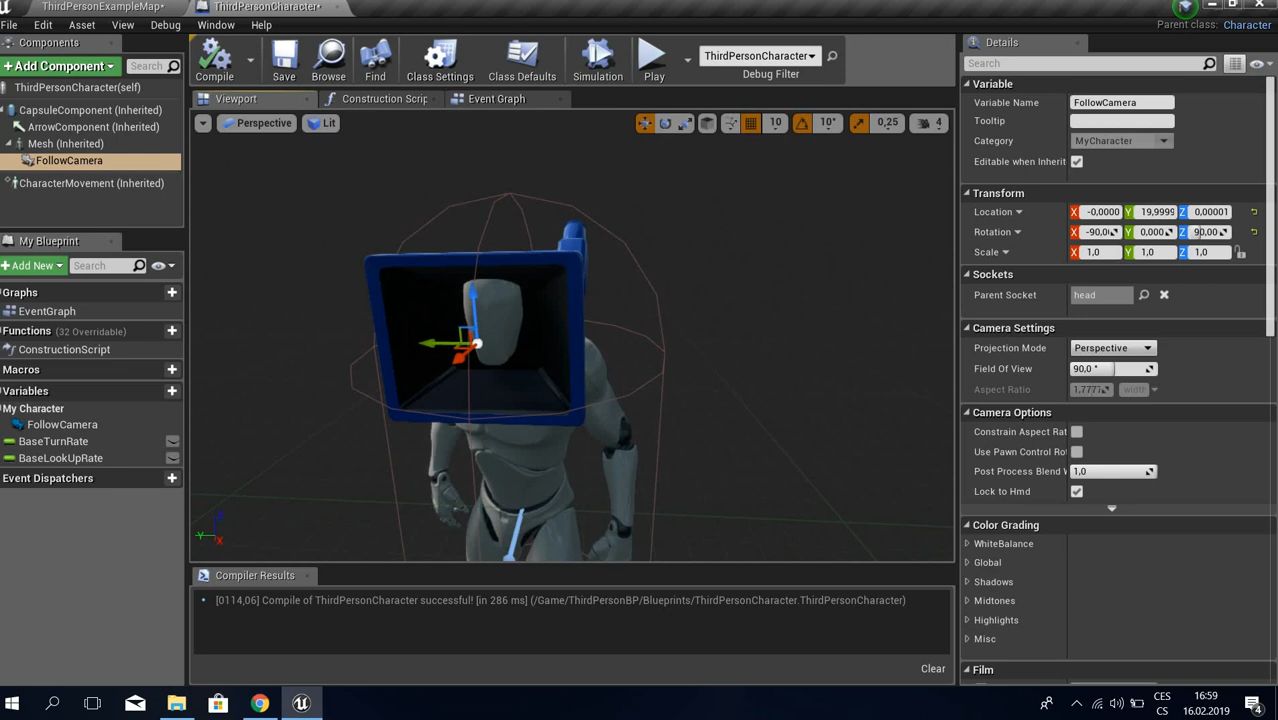 ThirdPersonExampleMap*
ThirdPersonCharacter*
File Edit Asset View Debug Window Help
Parent class: Character
Components
+Add Component Search
ThirdPersonCharacter(self)
CapsuleComponent (Inherited)
ArrowComponent (Inherited)
Mesh (Inherited)
FollowCamera
CharacterMovement (Inherited)
My Blueprint
+Add New Search
Graphs
EventGraph
Functions (32 Overridable)
ConstructionScript
Macros
Variables
My Character
FollowCamera
BaseTurnRate
BaseLookUpRate
Event Dispatchers
Compile Save Browse Find Class Settings Class Defaults Simulation Play
ThirdPersonCharacter
Debug Filter
Viewport Construction Scrip Event Graph
Perspective Lit
10 10° 0,25 4
Z
Y
X
Compiler Results
[0114,06] Compile of ThirdPersonCharacter successful! [in 286 ms] (/Game/ThirdPersonBP/Blueprints/ThirdPersonCharacter.ThirdPersonCharacter)
Clear
Details
Search
Variable
Variable Name FollowCamera
Tooltip
Category MyCharacter
Editable when Inherit
Transform
Location X -0,0000 Y 19,9999 Z 0,00001
Rotation X -90,0 Y 0,000 Z 90,00
Scale X 1,0 Y 1,0 Z 1,0
Sockets
Parent Socket head
Camera Settings
Projection Mode Perspective
Field Of View 90,0 °
Aspect Ratio 1,7777 width
Camera Options
Constrain Aspect Rat
Use Pawn Control Ro
Post Process Blend W 1,0
Lock to Hmd
Color Grading
WhiteBalance
Global
Shadows
Midtones
Highlights
Misc
Film
CES
CS
16:59
16.02.2019
4